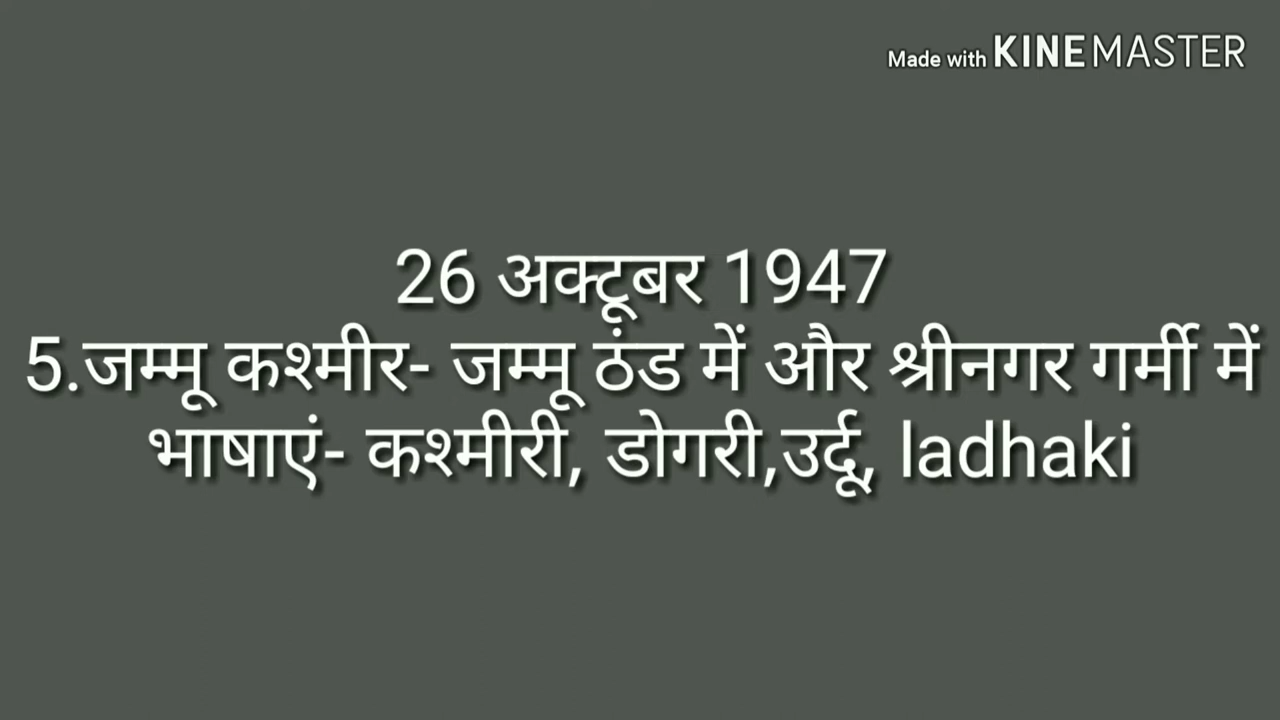 Made with KINEMASTER
26 अक्टूबर 1947
5.जम्मू कश्मीर- जम्मू ठंड में और श्रीनगर गर्मी में
भाषाएं- कश्मीरी, डोगरी,उर्दू, ladhaki